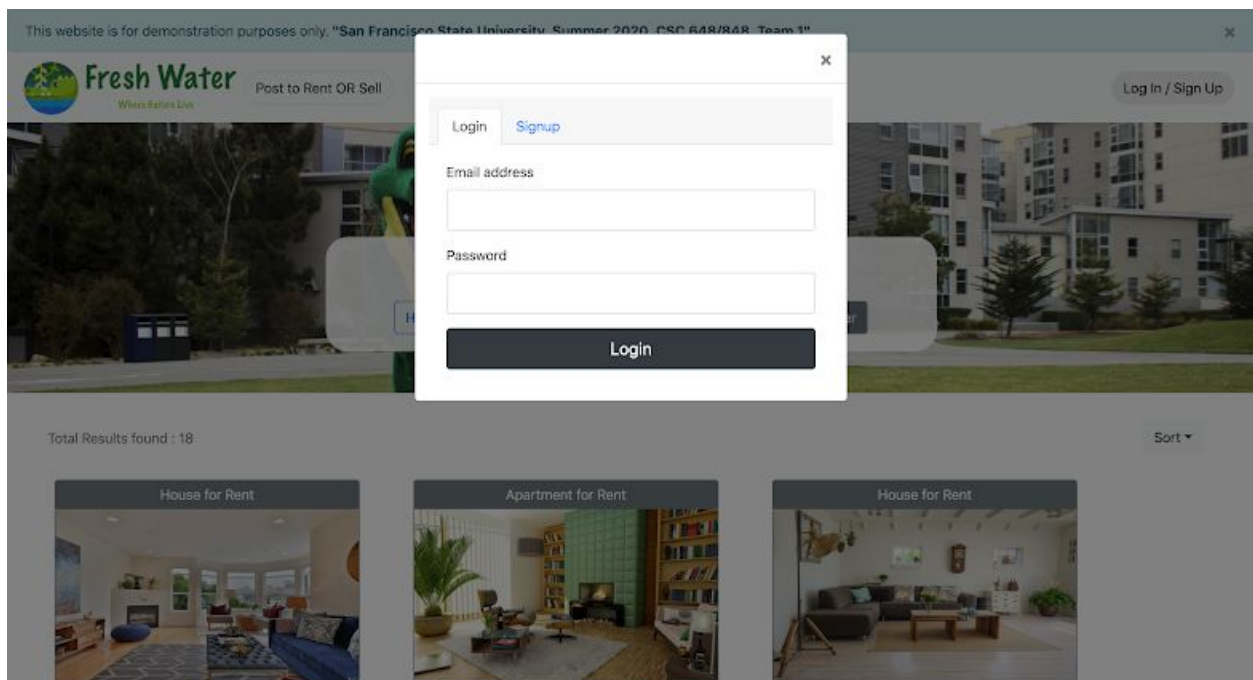 This website is for demonstration purposes only. "San Francisco State University, Summer 2020, CSC 648/848, Team 1"
×
×
Fresh Water
Where Gators Live
Post to Rent OR Sell
Log In / Sign Up
Login
Signup
Email address
Password
Login
Total Results found : 18
Sort
House for Rent
Apartment for Rent
House for Rent